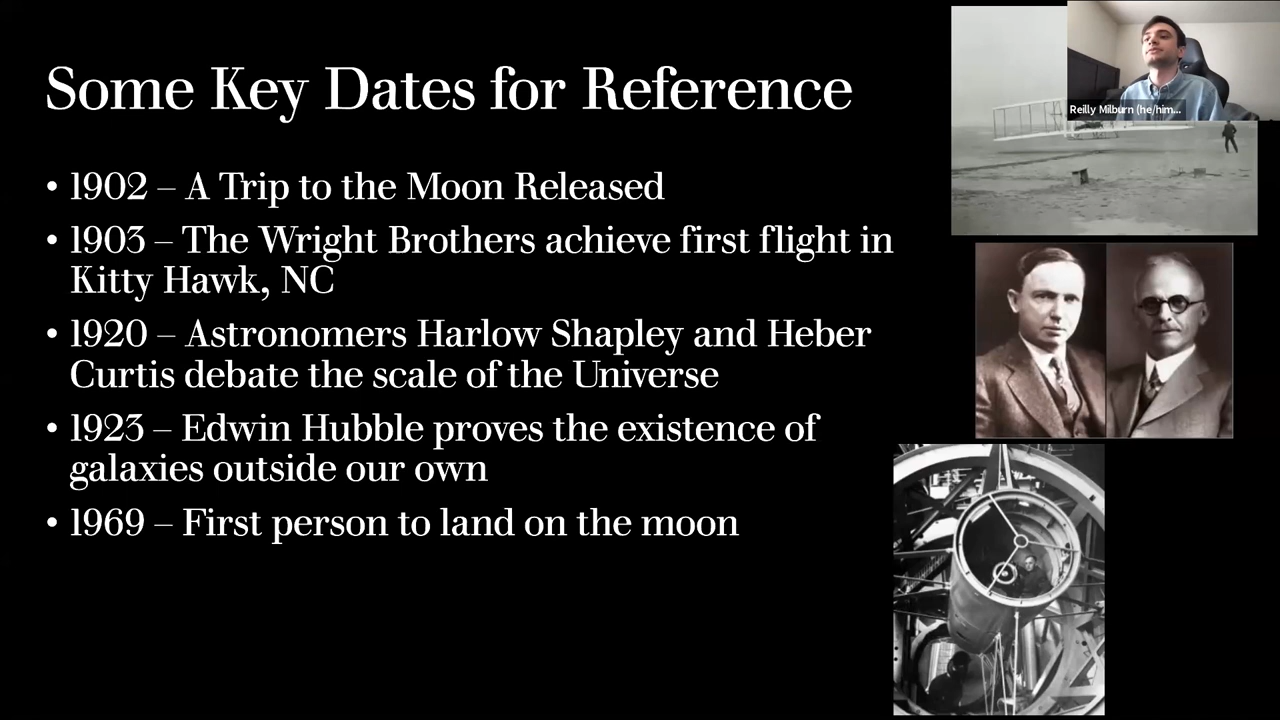 Some Key Dates for Reference
• 1902 – A Trip to the Moon Released
• 1903 – The Wright Brothers achieve first flight in
Kitty Hawk, NC
• 1920 – Astronomers Harlow Shapley and Heber
Curtis debate the scale of the Universe
• 1923 – Edwin Hubble proves the existence of
galaxies outside our own
• 1969 – First person to land on the moon
Reilly Milburn (he/him...